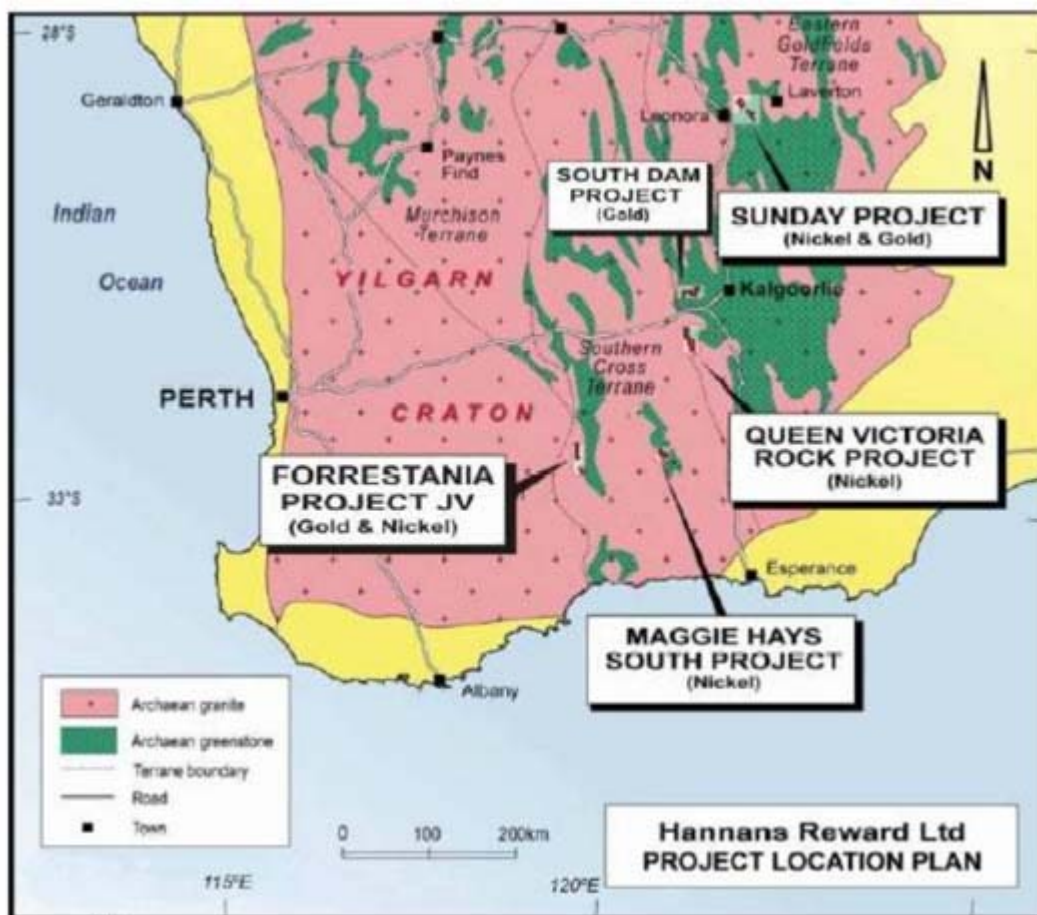 28°S
Eastern
Goldfields
Terrane
Geraldton
Laverton
Leonora
Paynes
Find
SOUTH DAM
PROJECT
(Gold)
N
Indian
Ocean
Murchison
Terrane
SUNDAY PROJECT
(Nickel & Gold)
YILGARN
Kalgoorlie
Southern
Cross
Terrane
PERTH
CRATON
QUEEN VICTORIA
ROCK PROJECT
(Nickel)
FORRESTANIA
PROJECT JV
(Gold & Nickel)
33°S
Esperance
MAGGIE HAYS
SOUTH PROJECT
(Nickel)
Albany
Archaean granite
Archaean greenstone
Terrane boundary
Road
Town
0 100 200km
Hannans Reward Ltd
PROJECT LOCATION PLAN
115°E
120°E